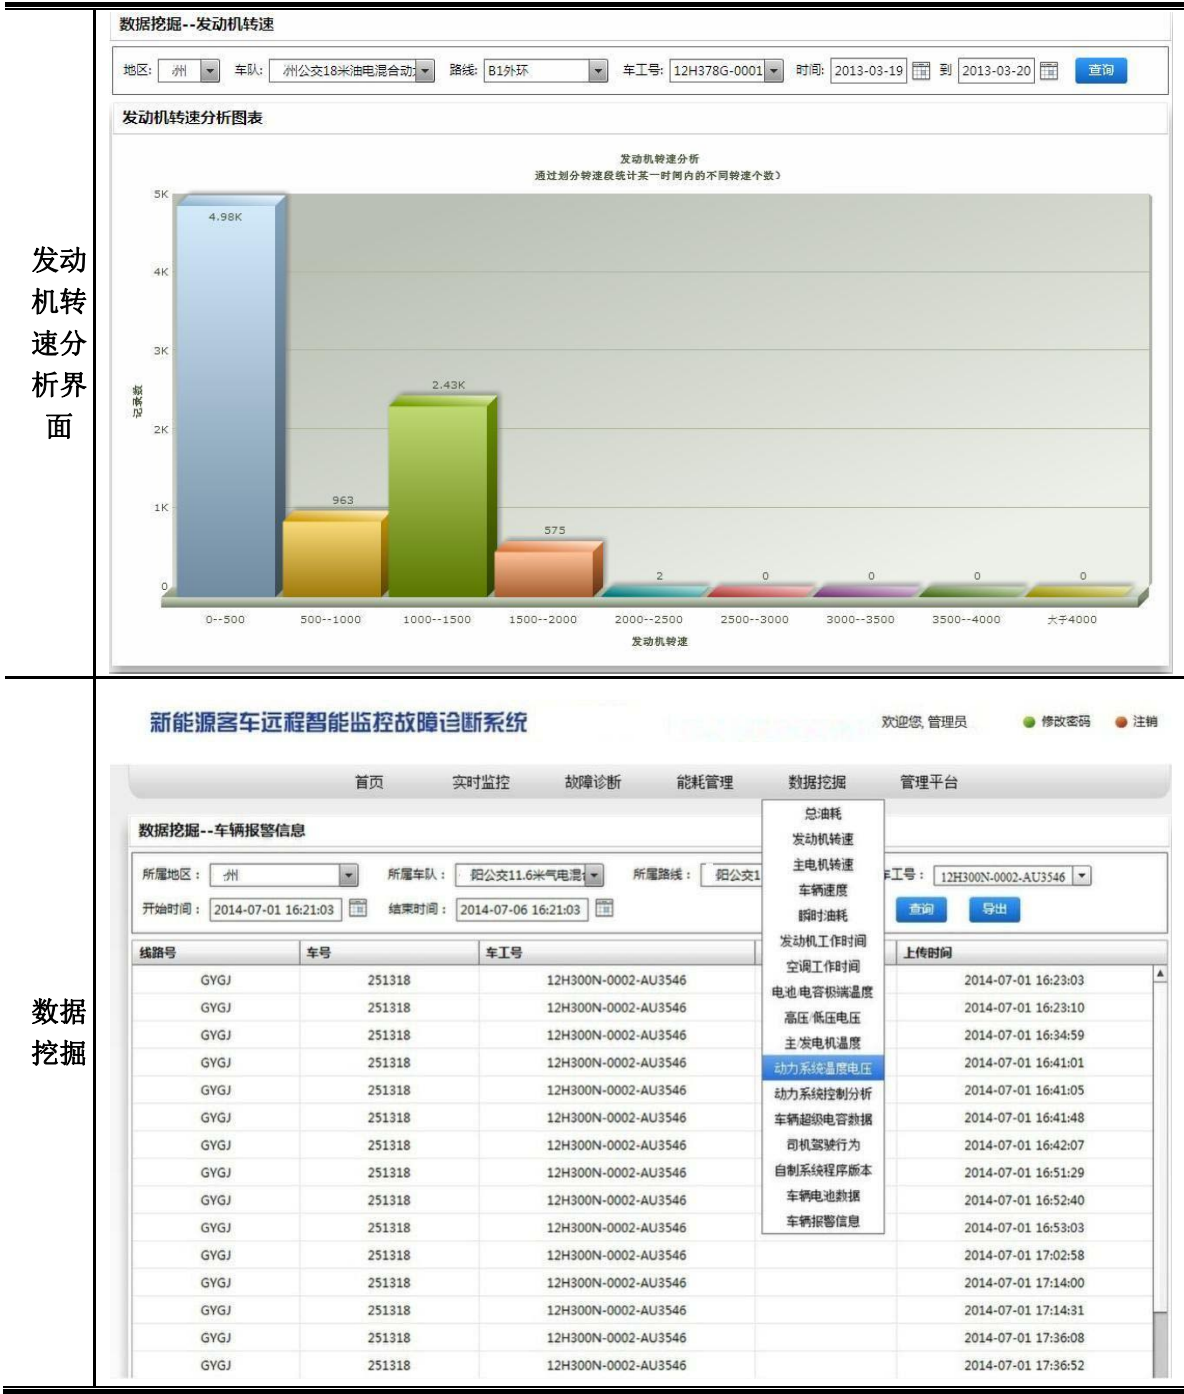 发动
机转
速分
析界
面
数据挖掘--发动机转速
地区: 州 车队: 州公交18米油电混合动 路线: B1外环 车工号: 12H378G-0001 时间: 2013-03-19 到 2013-03-20 查询
发动机转速分析图表
发动机转速分析
通过划分转速段统计某一时间内的不同转速个数)
5K
4K
3K
2K
1K
0
记录数
4.98K
963
2.43K
575
2
0
0
0
0
0--500 500--1000 1000--1500 1500--2000 2000--2500 2500--3000 3000--3500 3500--4000 大于4000
发动机转速
数据
挖掘
新能源客车远程智能监控故障诊断系统
欢迎您, 管理员 修改密码 注销
首页 实时监控 故障诊断 能耗管理 数据挖掘 管理平台
总油耗
发动机转速
主电机转速
车辆速度
瞬时油耗
发动机工作时间
空调工作时间
电池/电容极端温度
高压/低压电压
主/发电机温度
动力系统温度电压
动力系统控制分析
车辆超级电容数据
司机驾驶行为
自制系统程序版本
车辆电池数据
车辆报警信息
数据挖掘--车辆报警信息
所属地区: 州 所属车队: 阳公交11.6米气电混 所属路线: 阳公交1 工号: 12H300N-0002-AU3546
开始时间: 2014-07-01 16:21:03 结束时间: 2014-07-06 16:21:03 查询 导出
线路号 车号 车工号 上传时间
GYGJ 251318 12H300N-0002-AU3546 2014-07-01 16:23:03
GYGJ 251318 12H300N-0002-AU3546 2014-07-01 16:23:10
GYGJ 251318 12H300N-0002-AU3546 2014-07-01 16:34:59
GYGJ 251318 12H300N-0002-AU3546 2014-07-01 16:41:01
GYGJ 251318 12H300N-0002-AU3546 2014-07-01 16:41:05
GYGJ 251318 12H300N-0002-AU3546 2014-07-01 16:41:48
GYGJ 251318 12H300N-0002-AU3546 2014-07-01 16:42:07
GYGJ 251318 12H300N-0002-AU3546 2014-07-01 16:51:29
GYGJ 251318 12H300N-0002-AU3546 2014-07-01 16:52:40
GYGJ 251318 12H300N-0002-AU3546 2014-07-01 16:53:03
GYGJ 251318 12H300N-0002-AU3546 2014-07-01 17:02:58
GYGJ 251318 12H300N-0002-AU3546 2014-07-01 17:14:00
GYGJ 251318 12H300N-0002-AU3546 2014-07-01 17:14:31
GYGJ 251318 12H300N-0002-AU3546 2014-07-01 17:36:08
GYGJ 251318 12H300N-0002-AU3546 2014-07-01 17:36:52